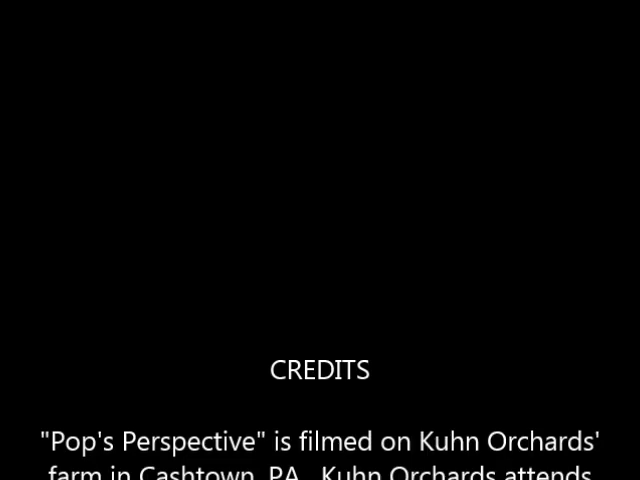 CREDITS
"Pop's Perspective" is filmed on Kuhn Orchards'
farm in Cashtown, PA. Kuhn Orchards attends